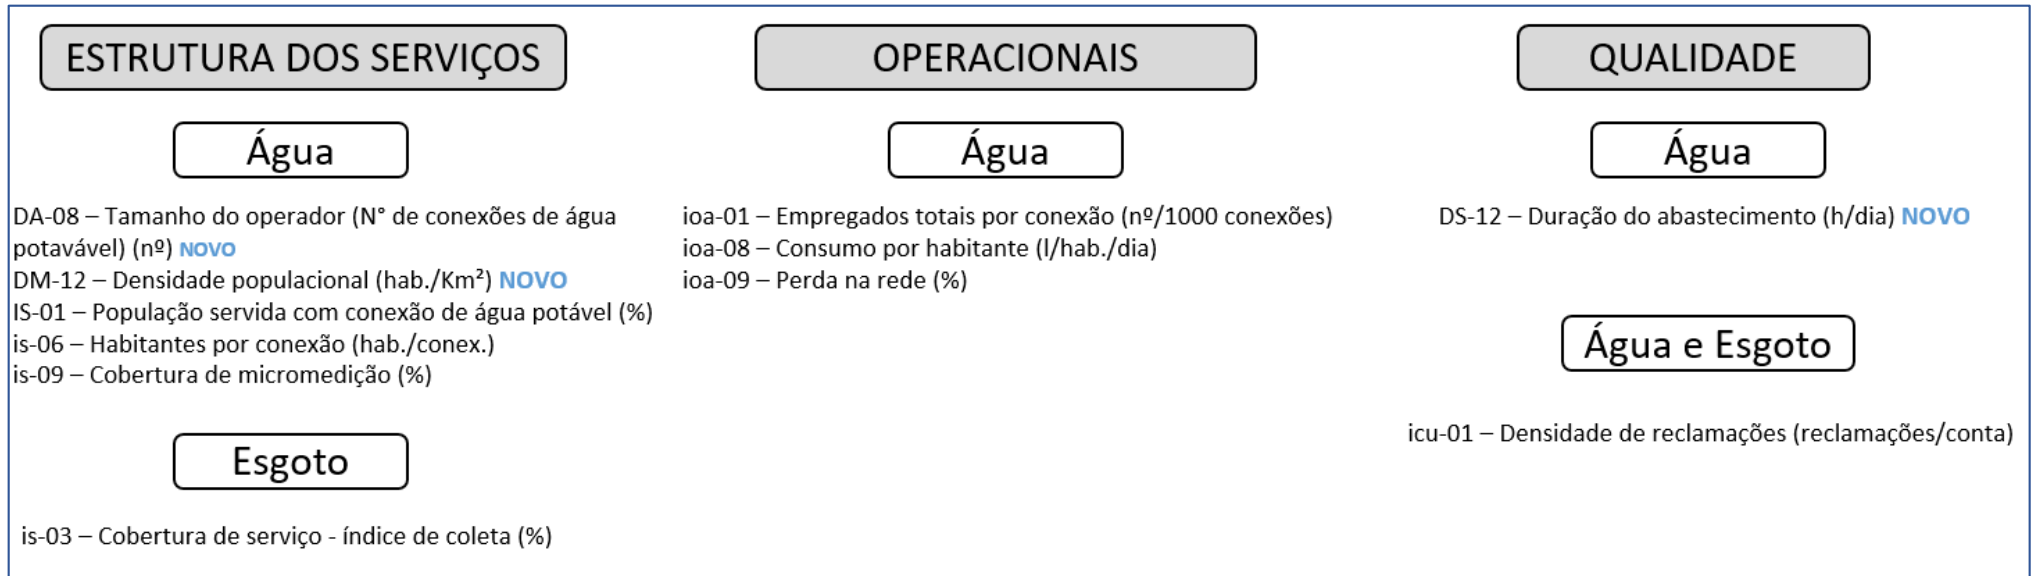 ESTRUTURA DOS SERVIÇOS
Água
DA-08 – Tamanho do operador (N° de conexões de água
potavável) (nº) NOVO
DM-12 – Densidade populacional (hab./Km²) NOVO
IS-01 – População servida com conexão de água potável (%)
is-06 – Habitantes por conexão (hab./conex.)
is-09 – Cobertura de micromedição (%)
Esgoto
is-03 – Cobertura de serviço - índice de coleta (%)
OPERACIONAIS
Água
ioa-01 – Empregados totais por conexão (nº/1000 conexões)
ioa-08 – Consumo por habitante (l/hab./dia)
ioa-09 – Perda na rede (%)
QUALIDADE
Água
DS-12 – Duração do abastecimento (h/dia) NOVO
Água e Esgoto
icu-01 – Densidade de reclamações (reclamações/conta)